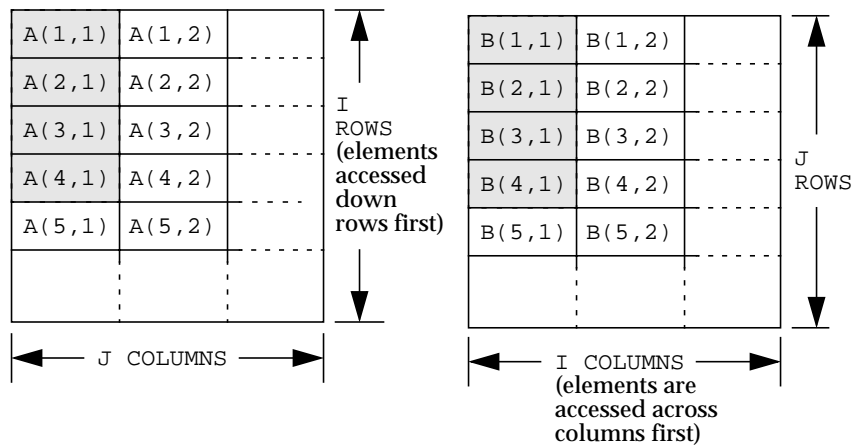 A(1,1) A(1,2)
A(2,1) A(2,2)
A(3,1) A(3,2)
A(4,1) A(4,2)
A(5,1) A(5,2)
I
ROWS
(elements
accessed
down
rows first)
J COLUMNS
B(1,1) B(1,2)
B(2,1) B(2,2)
B(3,1) B(3,2)
B(4,1) B(4,2)
B(5,1) B(5,2)
J
ROWS
I COLUMNS
(elements are
accessed across
columns first)